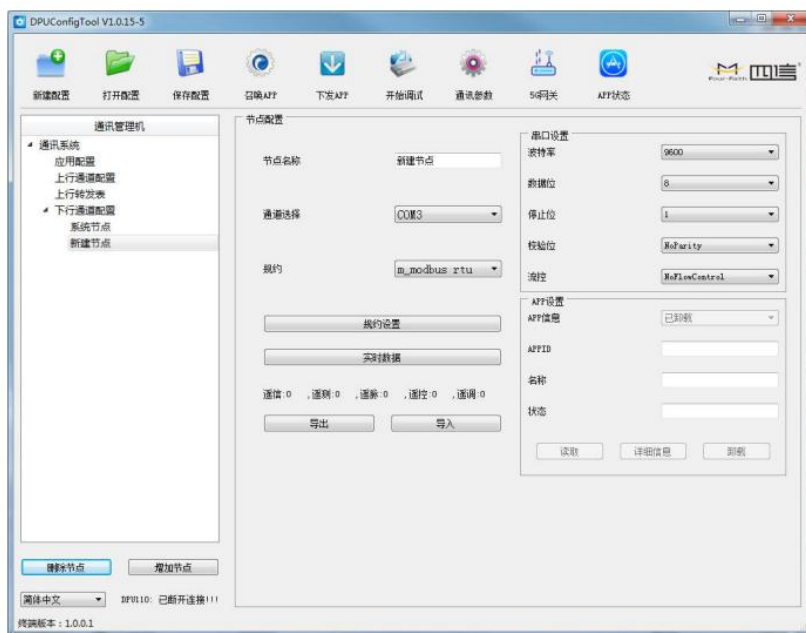 DPUConfigTool V1.0.15-5
新建配置 打开配置 保存配置 召唤APP 下发APP 开始调试 通讯参数 5G网关 APP状态
Four-Faith 四信
通讯管理机
通讯系统
应用配置
上行通道配置
上行转发表
下行通道配置
系统节点
新建节点
删除节点 增加节点
简体中文 DPU110: 已断开连接!!!
终端版本：1.0.0.1
节点配置
节点名称 新建节点
通道选择 COM3
规约 m_modbus rtu
规约设置
实时数据
遥信:0 ,遥测:0 ,遥脉:0 ,遥控:0 ,遥调:0
导出 导入
串口设置
波特率 9600
数据位 8
停止位 1
校验位 NoParity
流控 NoFlowControl
APP设置
APP信息 已卸载
APPID
名称
状态
读取 详细信息 卸载